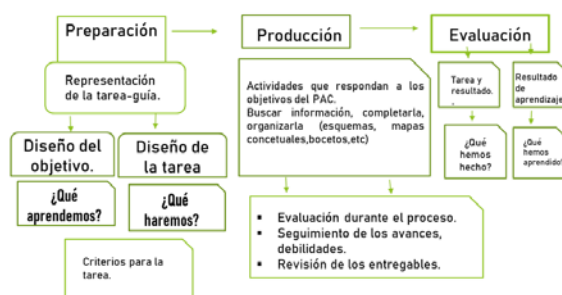 Preparación
Producción
Evaluación
Representación
de la tarea-guía.
Diseño del
objetivo.
Diseño de
la tarea
¿Qué
aprendemos?
¿Qué
haremos?
Criterios para la
tarea.
Actividades que respondan a los
objetivos del PAC.
Buscar información, completarla,
organizarla (esquemas, mapas
concetuales,bocetos,etc)
▪ Evaluación durante el proceso.
▪ Seguimiento de los avances,
debilidades.
▪ Revisión de los entregables.
Tarea y
resultado.
.
¿Qué
hemos
hecho?
Resultado
de
aprendizaje
¿Qué
hemos
aprendido?